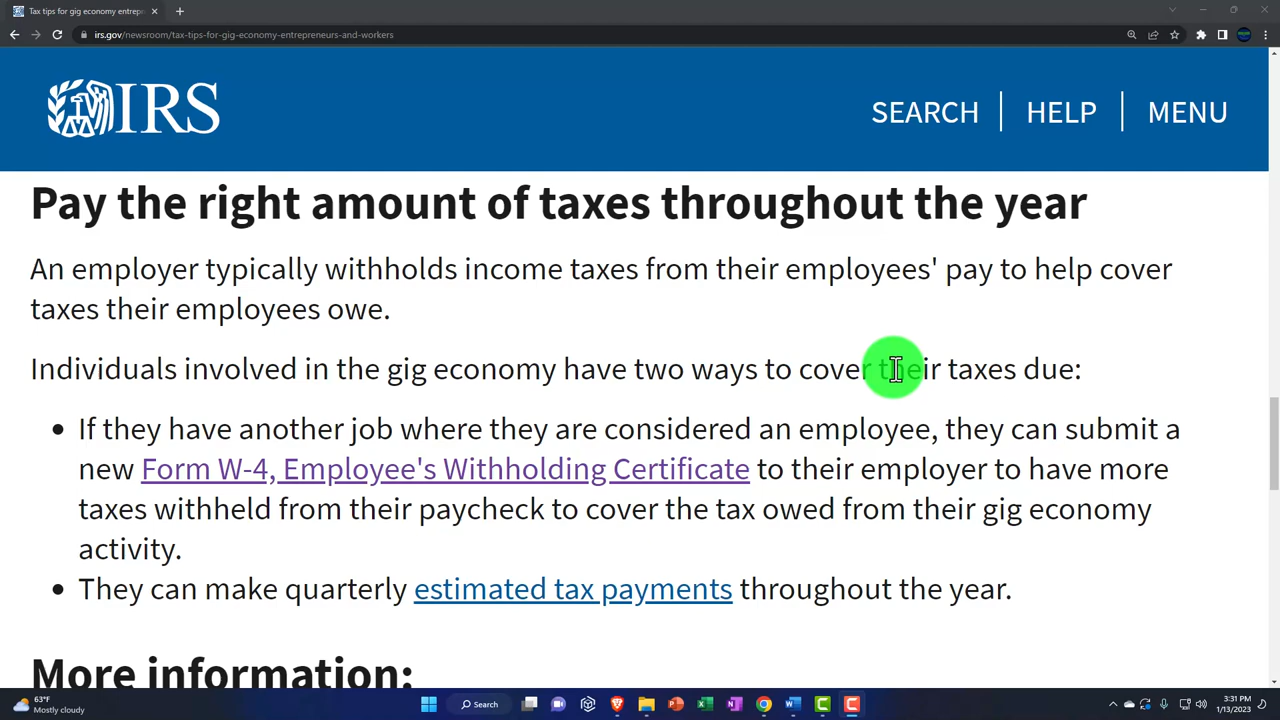 Tax tips for gig economy entrepre
irs.gov/newsroom/tax-tips-for-gig-economy-entrepreneurs-and-workers
IRS
SEARCH | HELP | MENU
Pay the right amount of taxes throughout the year
An employer typically withholds income taxes from their employees' pay to help cover
taxes their employees owe.
Individuals involved in the gig economy have two ways to cover their taxes due:
• If they have another job where they are considered an employee, they can submit a
new Form W-4, Employee's Withholding Certificate to their employer to have more
taxes withheld from their paycheck to cover the tax owed from their gig economy
activity.
• They can make quarterly estimated tax payments throughout the year.
More information:
63°F
Mostly cloudy
Search
3:31 PM
1/13/2023